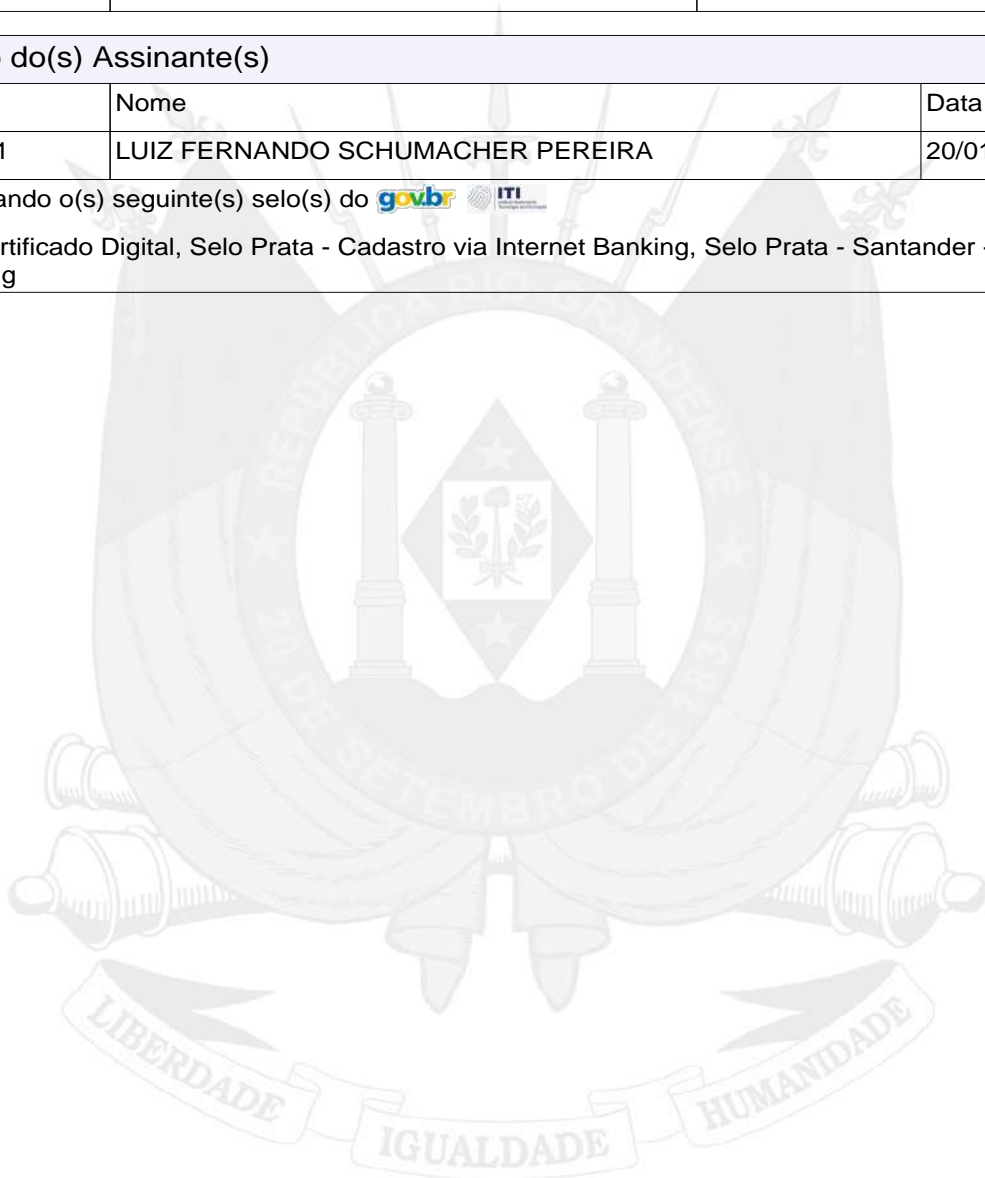 do(s) Assinante(s)
Nome Data
1 LUIZ FERNANDO SCHUMACHER PEREIRA 20/01
ando o(s) seguinte(s) selo(s) do gov.br ITI
rtificado Digital, Selo Prata - Cadastro via Internet Banking, Selo Prata - Santander -
g
REPÚBLICA RIO GRANDENSE
★ 20 DE SETEMBRO DE 1835 ★
LIBERDADE IGUALDADE HUMANIDADE